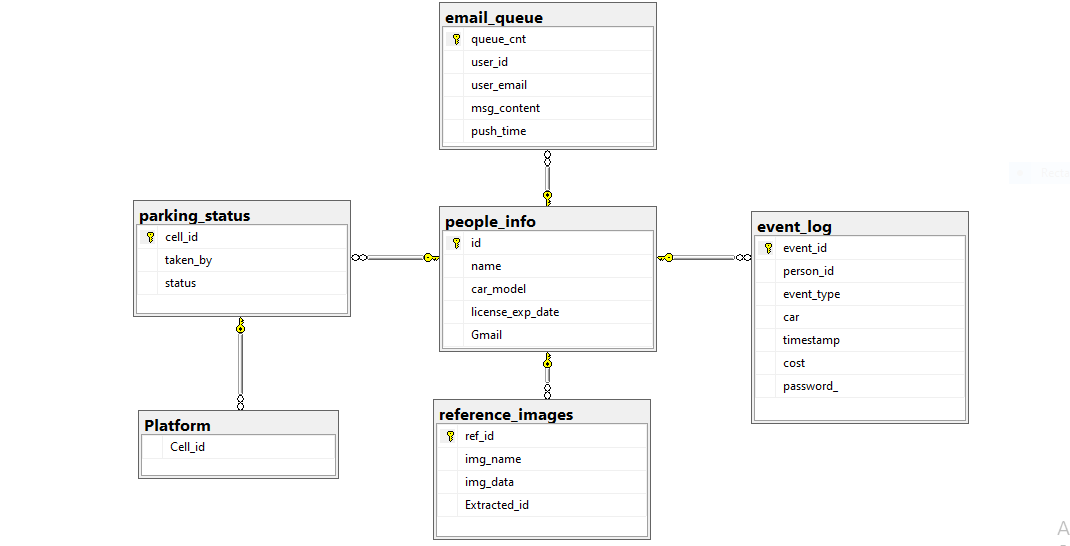 email_queue
queue_cnt
user_id
user_email
msg_content
push_time
parking_status
cell_id
taken_by
status
people_info
id
name
car_model
license_exp_date
Gmail
event_log
event_id
person_id
event_type
car
timestamp
cost
password_
Platform
Cell_id
reference_images
ref_id
img_name
img_data
Extracted_id
Recta
A